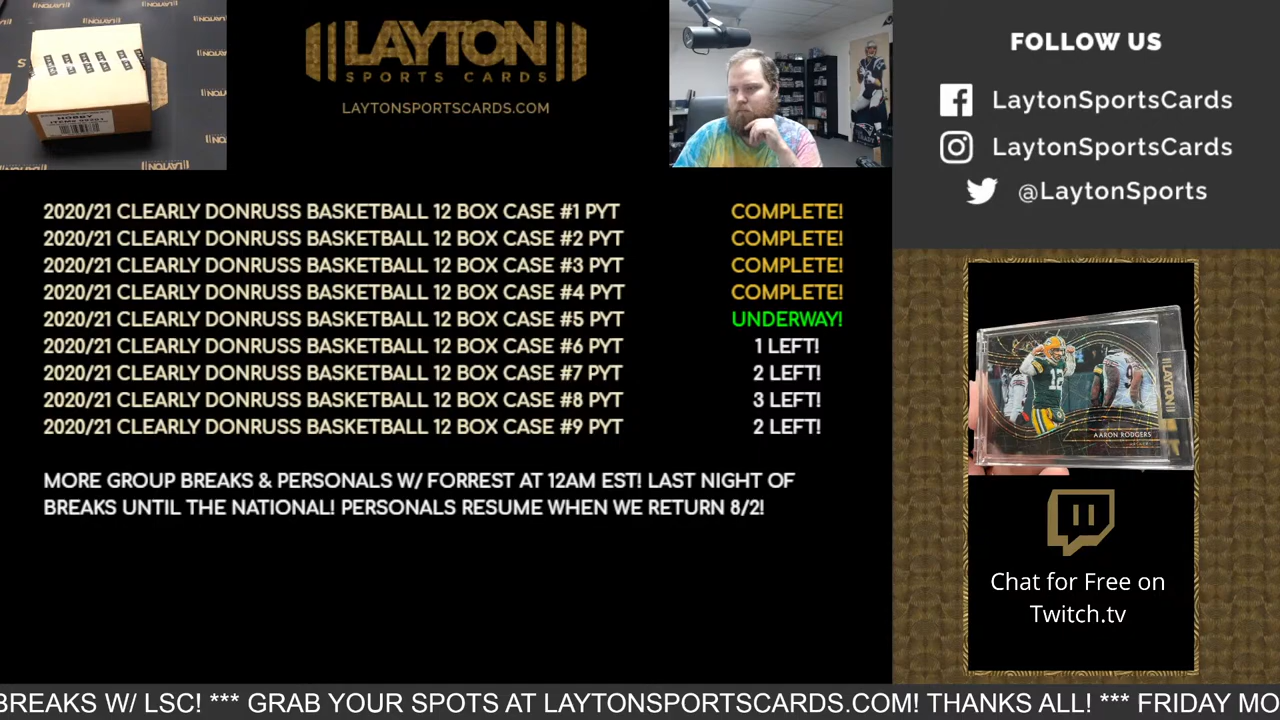 LAYTON
SPORTS CARDS
LAYTONSPORTSCARDS.COM
HOBBY
FOLLOW US
LaytonSportsCards
LaytonSportsCards
@LaytonSports
2020/21 CLEARLY DONRUSS BASKETBALL 12 BOX CASE #1 PYT COMPLETE!
2020/21 CLEARLY DONRUSS BASKETBALL 12 BOX CASE #2 PYT COMPLETE!
2020/21 CLEARLY DONRUSS BASKETBALL 12 BOX CASE #3 PYT COMPLETE!
2020/21 CLEARLY DONRUSS BASKETBALL 12 BOX CASE #4 PYT COMPLETE!
2020/21 CLEARLY DONRUSS BASKETBALL 12 BOX CASE #5 PYT UNDERWAY!
2020/21 CLEARLY DONRUSS BASKETBALL 12 BOX CASE #6 PYT 1 LEFT!
2020/21 CLEARLY DONRUSS BASKETBALL 12 BOX CASE #7 PYT 2 LEFT!
2020/21 CLEARLY DONRUSS BASKETBALL 12 BOX CASE #8 PYT 3 LEFT!
2020/21 CLEARLY DONRUSS BASKETBALL 12 BOX CASE #9 PYT 2 LEFT!
MORE GROUP BREAKS & PERSONALS W/ FORREST AT 12AM EST! LAST NIGHT OF
BREAKS UNTIL THE NATIONAL! PERSONALS RESUME WHEN WE RETURN 8/2!
12
AARON RODGERS
LAYTON
Chat for Free on
Twitch.tv
BREAKS W/ LSC! *** GRAB YOUR SPOTS AT LAYTONSPORTSCARDS.COM! THANKS ALL! *** FRIDAY MO